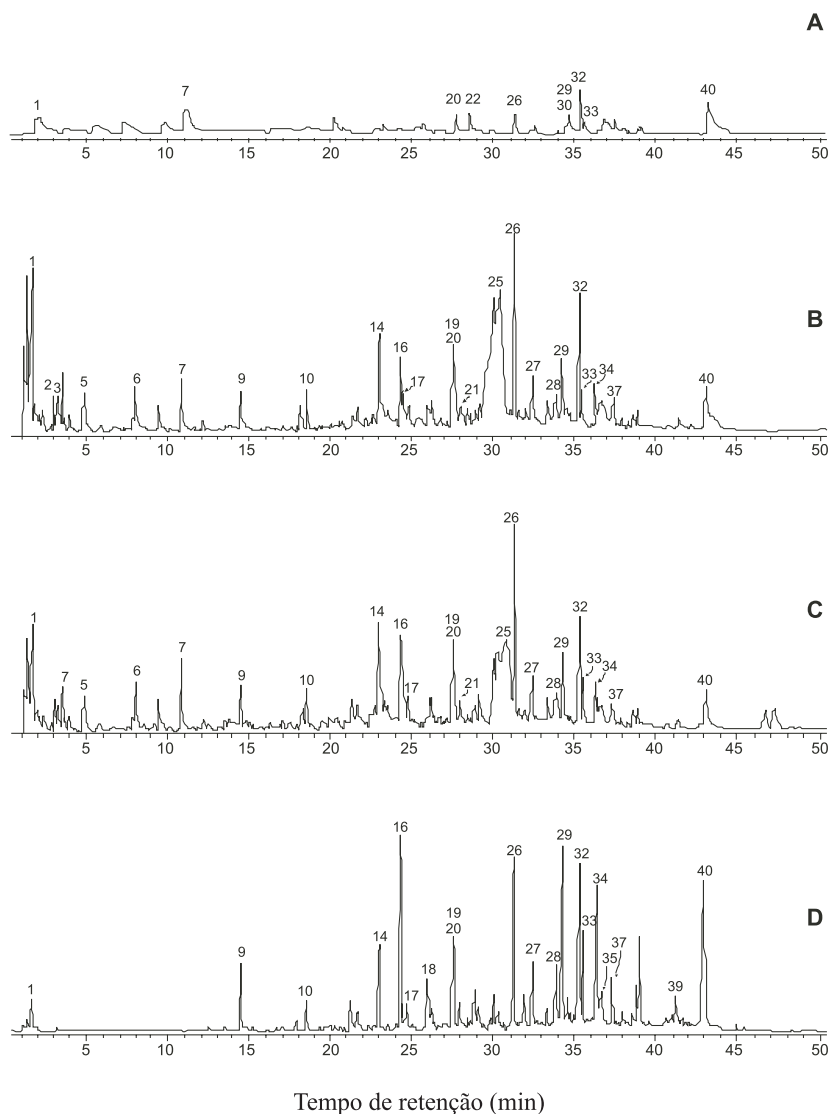 A
1 7 20 22 26 29 30 32 33 40
5 10 15 20 25 30 35 40 45 50
B
1 2 3 5 6 7 9 10 14 16 17 19 20 21 25 26 27 28 29 32 33 34 37 40
5 10 15 20 25 30 35 40 45 50
C
1 7 5 6 7 9 10 14 16 17 19 20 21 25 26 27 28 29 32 33 34 37 40
5 10 15 20 25 30 35 40 45 50
D
1 9 10 14 16 17 18 19 20 26 27 28 29 32 33 34 35 37 39 40
5 10 15 20 25 30 35 40 45 50
Tempo de retenção (min)